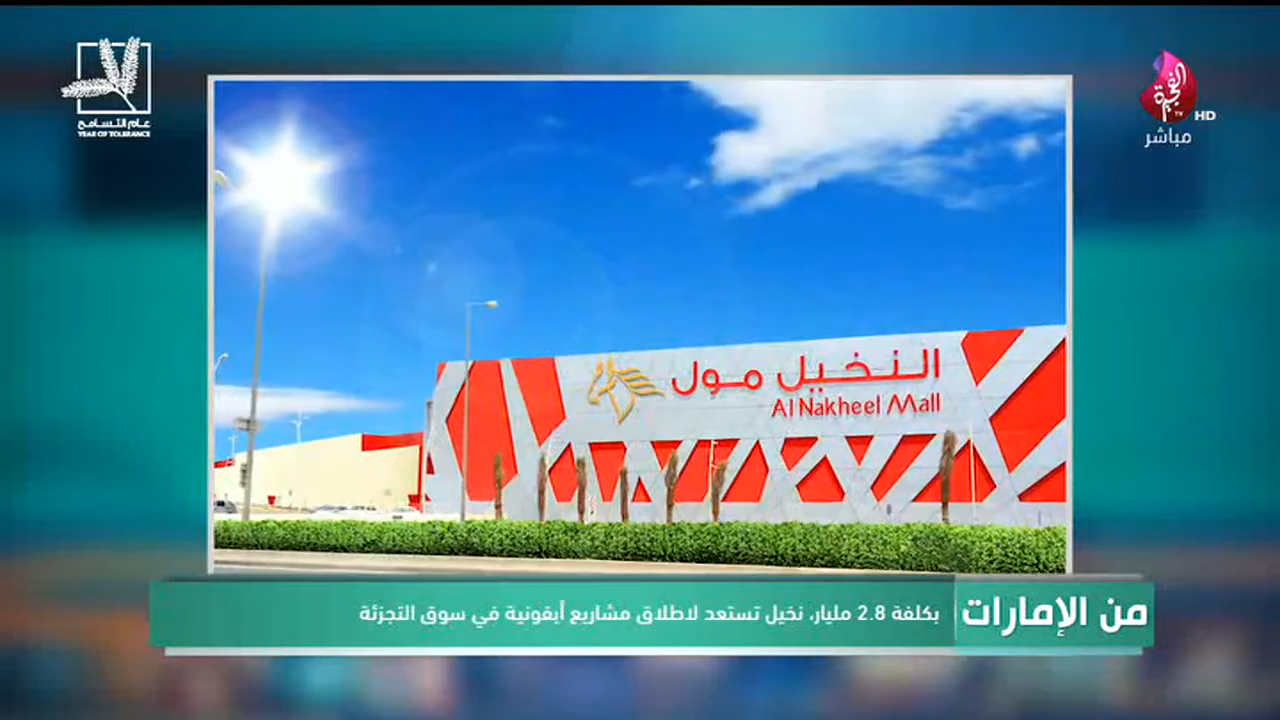 عام التسامح
YEAR OF TOLERANCE
الفجيرة
TV
HD
مباشر
النخيل مول
Al Nakheel Mall
من الإمارات
بكلفة 2.8 مليار، نخيل تستعد لاطلاق مشاريع أيقونية في سوق التجزئة